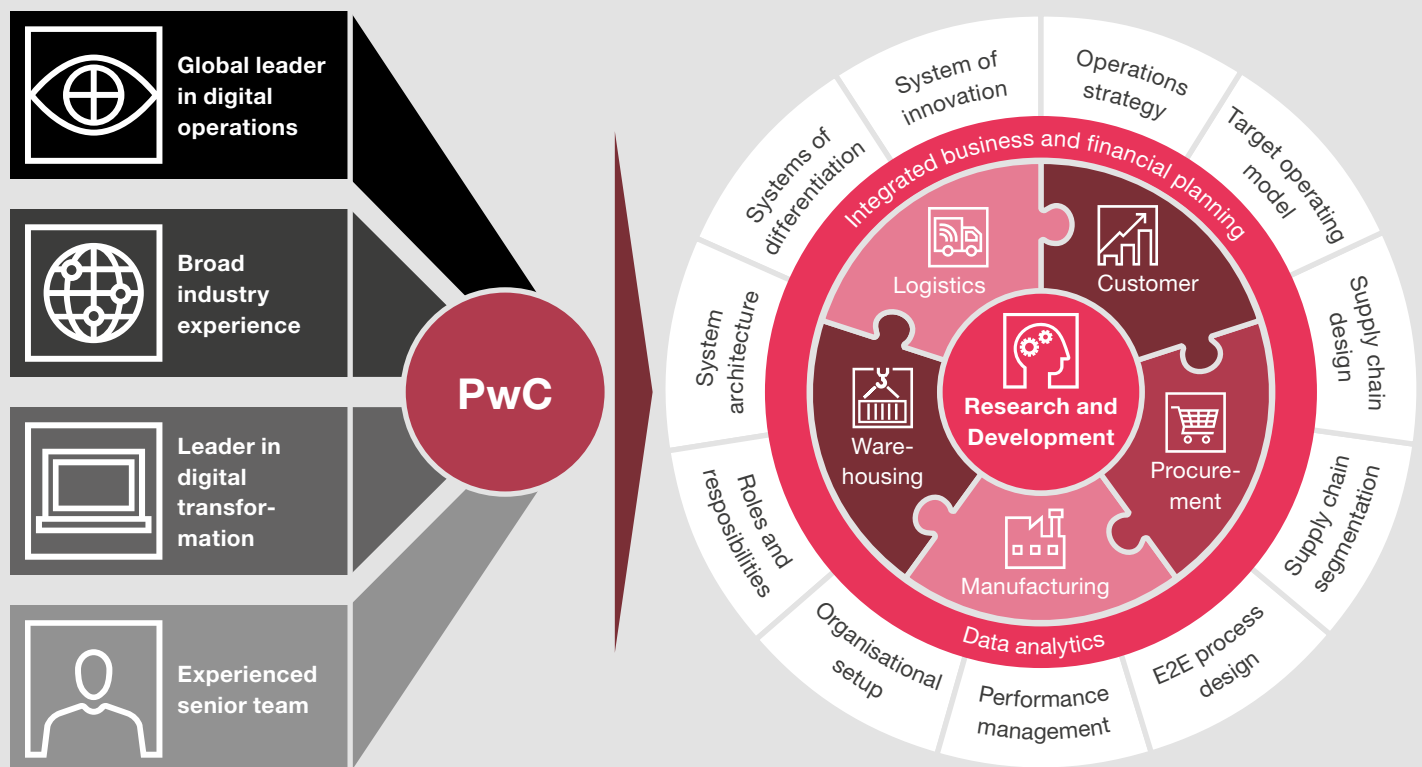 Global leader
in digital
operations
Broad
industry
experience
Leader in
digital
transfor-
mation
Experienced
senior team
PwC
System of
innovation
Operations
strategy
Target operating
model
Supply chain
design
Supply chain
segmentation
E2E process
design
Performance
management
Organisational
setup
Roles and
resposibilities
System
architecture
Systems of
differentiation
Integrated business and financial planning
Data analytics
Logistics
Customer
Procure-
ment
Manufacturing
Ware-
housing
Research and
Development